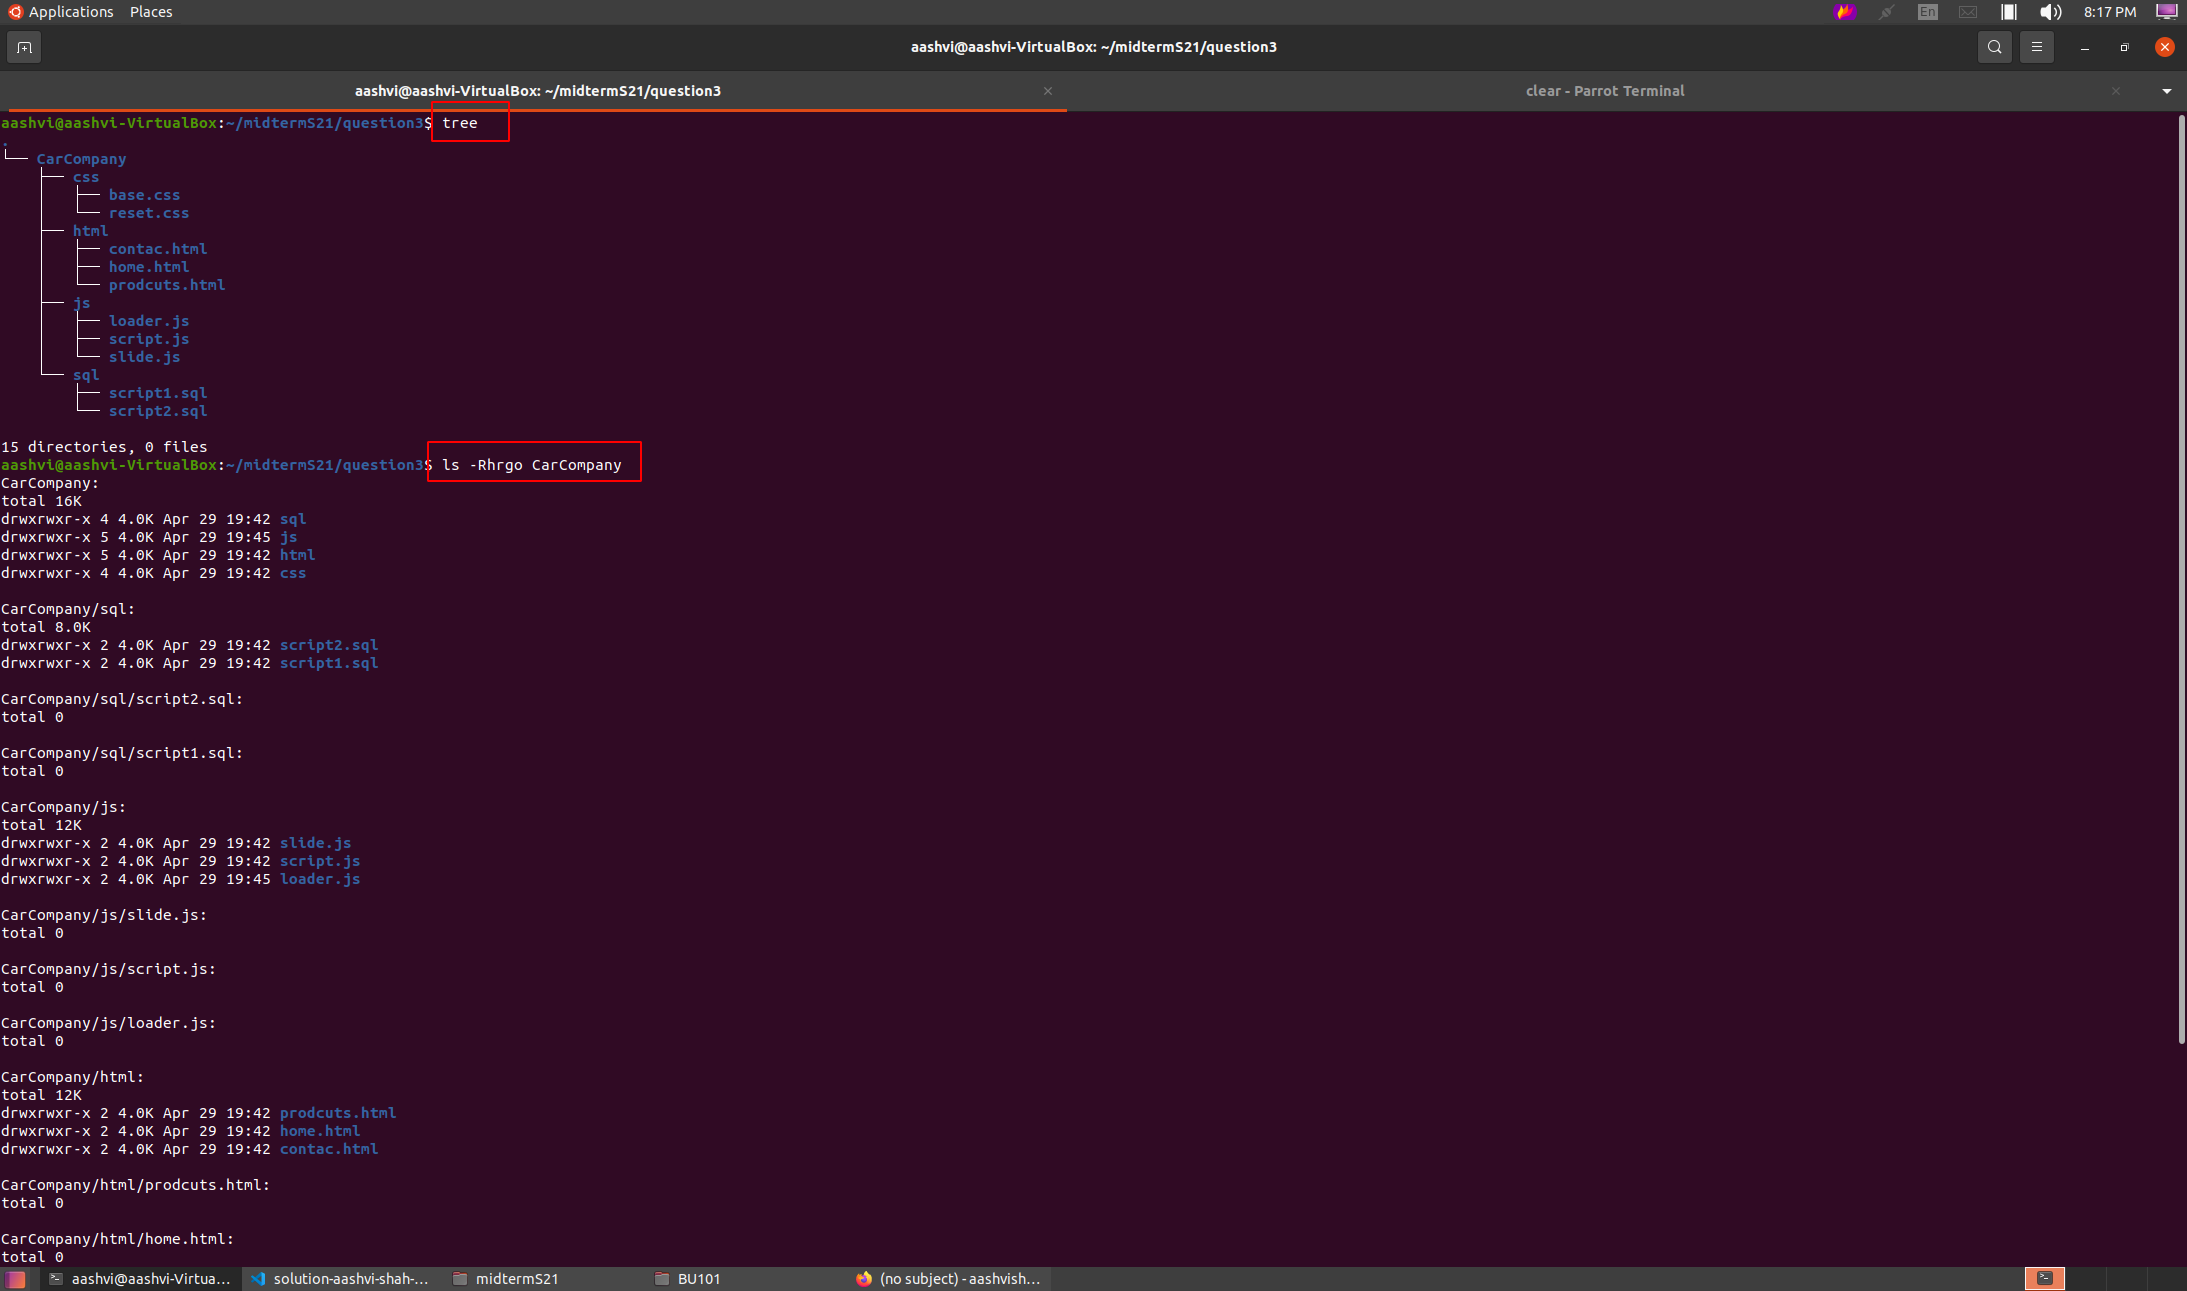 Applications Places En 8:17 PM
aashvi@aashvi-VirtualBox: ~/midtermS21/question3
aashvi@aashvi-VirtualBox: ~/midtermS21/question3 × clear - Parrot Terminal ×
aashvi@aashvi-VirtualBox:~/midtermS21/question3$ tree
.
└── CarCompany
    ├── css
    │   ├── base.css
    │   └── reset.css
    ├── html
    │   ├── contac.html
    │   ├── home.html
    │   └── prodcuts.html
    ├── js
    │   ├── loader.js
    │   ├── script.js
    │   └── slide.js
    └── sql
        ├── script1.sql
        └── script2.sql
15 directories, 0 files
aashvi@aashvi-VirtualBox:~/midtermS21/question3$ ls -Rhrgo CarCompany
CarCompany:
total 16K
drwxrwxr-x 4 4.0K Apr 29 19:42 sql
drwxrwxr-x 5 4.0K Apr 29 19:45 js
drwxrwxr-x 5 4.0K Apr 29 19:42 html
drwxrwxr-x 4 4.0K Apr 29 19:42 css
CarCompany/sql:
total 8.0K
drwxrwxr-x 2 4.0K Apr 29 19:42 script2.sql
drwxrwxr-x 2 4.0K Apr 29 19:42 script1.sql
CarCompany/sql/script2.sql:
total 0
CarCompany/sql/script1.sql:
total 0
CarCompany/js:
total 12K
drwxrwxr-x 2 4.0K Apr 29 19:42 slide.js
drwxrwxr-x 2 4.0K Apr 29 19:42 script.js
drwxrwxr-x 2 4.0K Apr 29 19:45 loader.js
CarCompany/js/slide.js:
total 0
CarCompany/js/script.js:
total 0
CarCompany/js/loader.js:
total 0
CarCompany/html:
total 12K
drwxrwxr-x 2 4.0K Apr 29 19:42 prodcuts.html
drwxrwxr-x 2 4.0K Apr 29 19:42 home.html
drwxrwxr-x 2 4.0K Apr 29 19:42 contac.html
CarCompany/html/prodcuts.html:
total 0
CarCompany/html/home.html:
total 0
aashvi@aashvi-Virtua... solution-aashvi-shah-... midtermS21 BU101 (no subject) - aashvish...